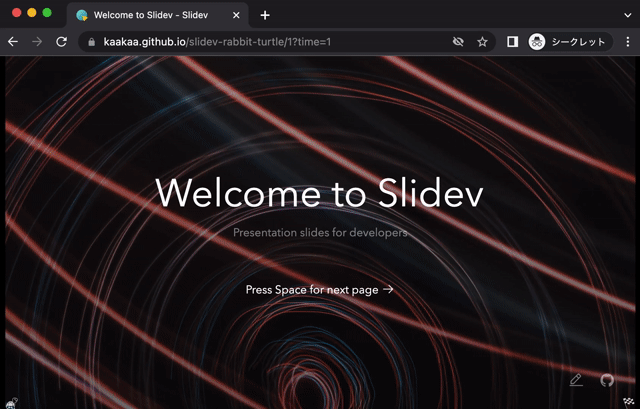 Welcome to Slidev - Slidev
kaakaa.github.io/slidev-rabbit-turtle/1?time=1
シークレット
Welcome to Slidev
Presentation slides for developers
Press Space for next page →